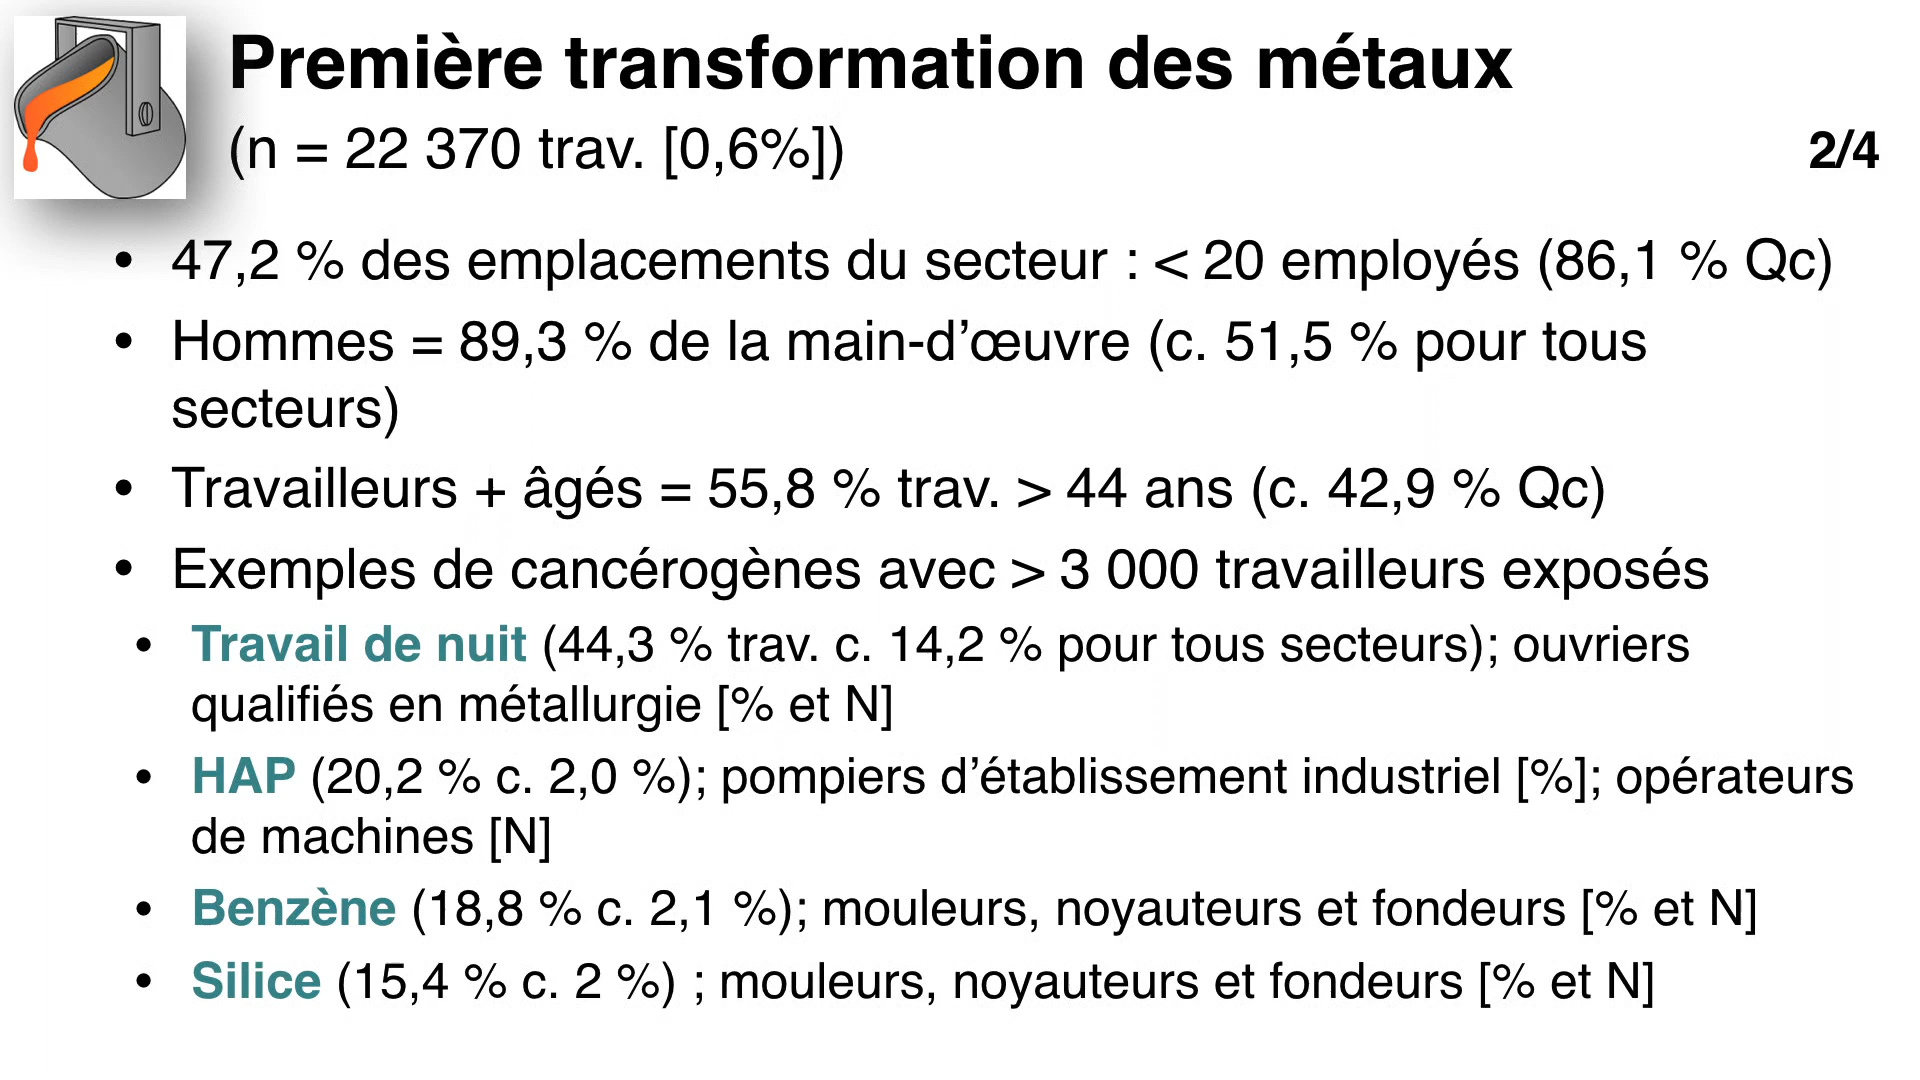 Première transformation des métaux
(n = 22 370 trav. [0,6%])
2/4
• 47,2 % des emplacements du secteur : < 20 employés (86,1 % Qc)
• Hommes = 89,3 % de la main-d’œuvre (c. 51,5 % pour tous
secteurs)
• Travailleurs + âgés = 55,8 % trav. > 44 ans (c. 42,9 % Qc)
• Exemples de cancérogènes avec > 3 000 travailleurs exposés
• Travail de nuit (44,3 % trav. c. 14,2 % pour tous secteurs); ouvriers
qualifiés en métallurgie [% et N]
• HAP (20,2 % c. 2,0 %); pompiers d’établissement industriel [%]; opérateurs
de machines [N]
• Benzène (18,8 % c. 2,1 %); mouleurs, noyauteurs et fondeurs [% et N]
• Silice (15,4 % c. 2 %) ; mouleurs, noyauteurs et fondeurs [% et N]